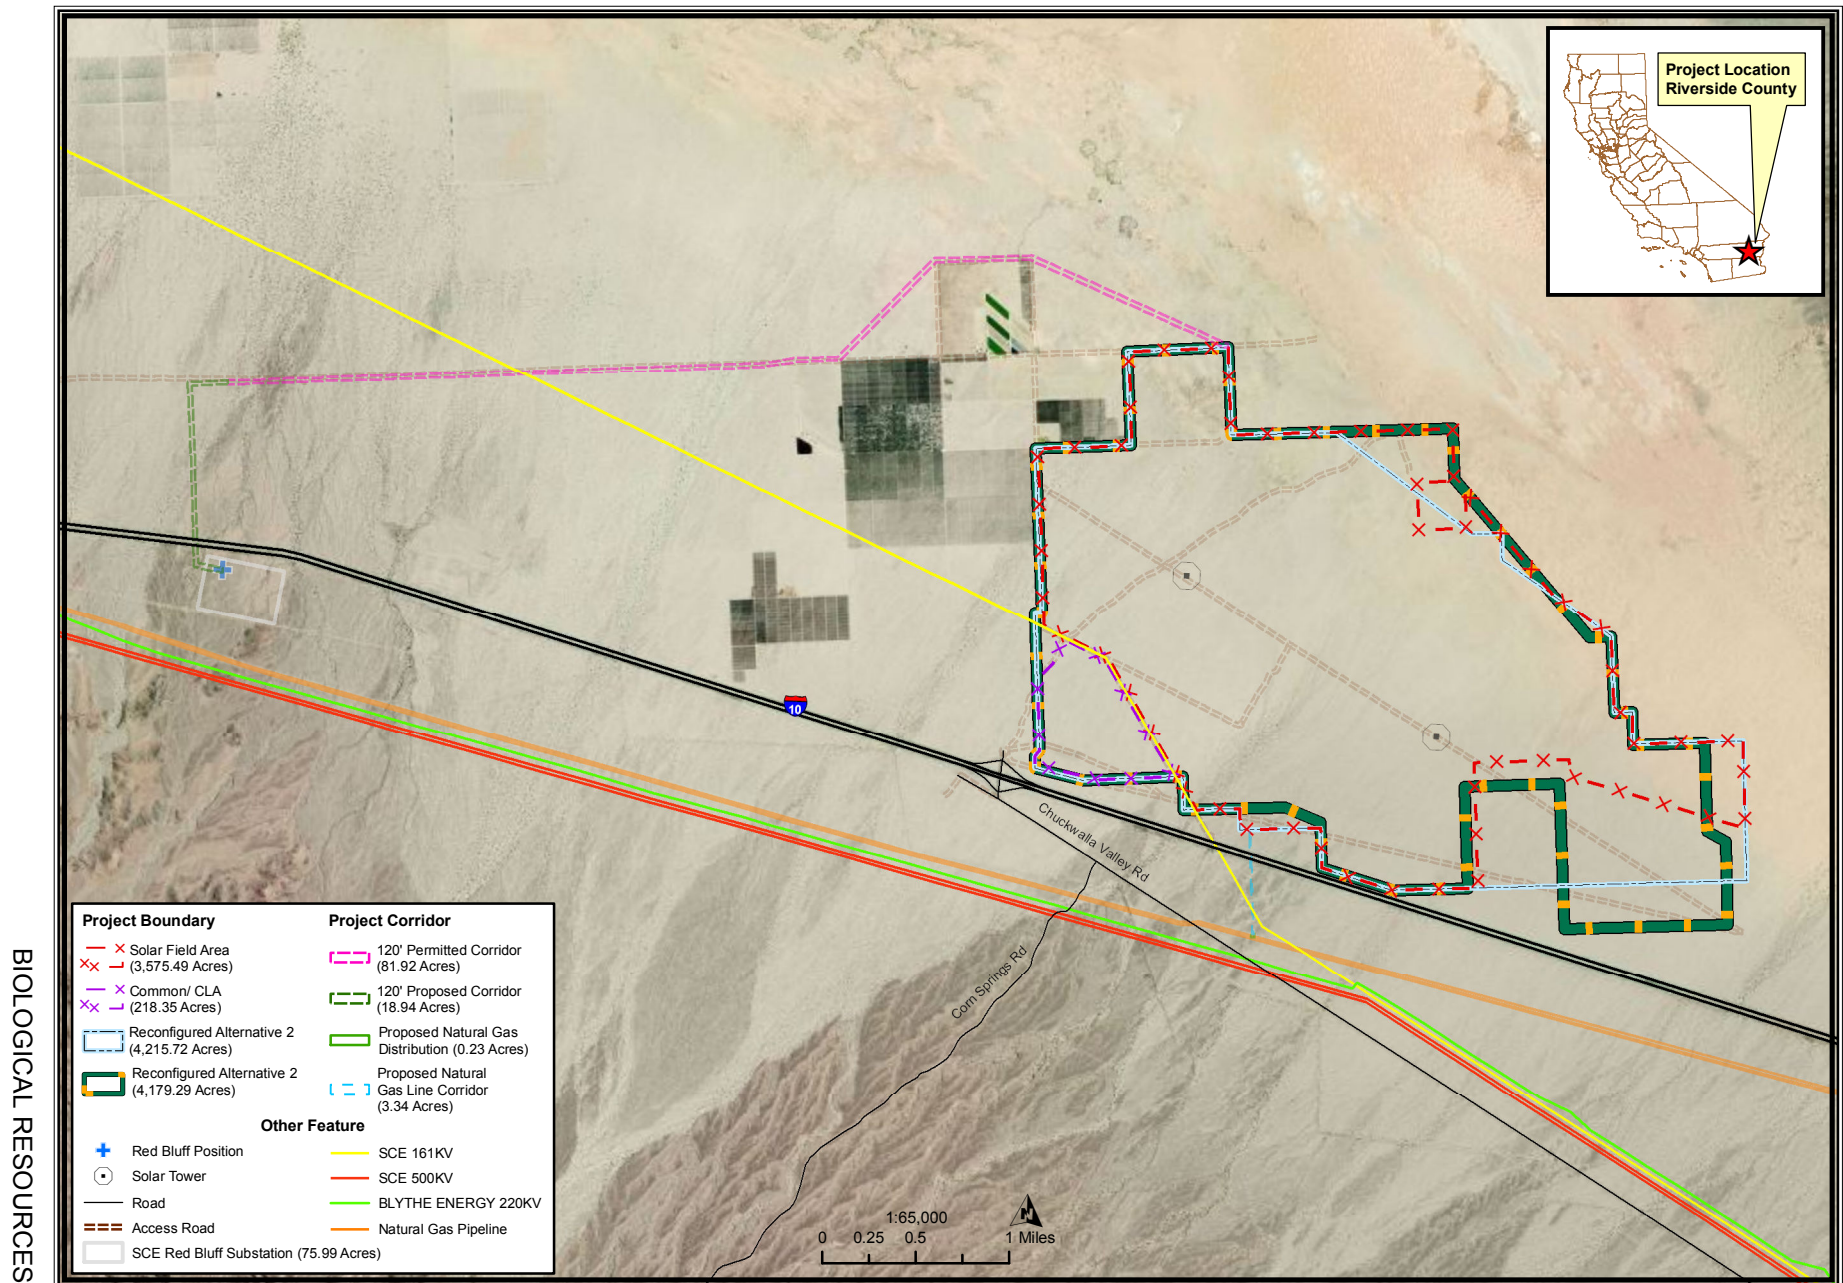 Project Location
Riverside County
10
Chuckwalla Valley Rd
Corn Springs Rd
Project Boundary
Solar Field Area
(3,575.49 Acres)
Common/ CLA
(218.35 Acres)
Reconfigured Alternative 2
(4,215.72 Acres)
Reconfigured Alternative 2
(4,179.29 Acres)
Project Corridor
120' Permitted Corridor
(81.92 Acres)
120' Proposed Corridor
(18.94 Acres)
Proposed Natural Gas
Distribution (0.23 Acres)
Proposed Natural
Gas Line Corridor
(3.34 Acres)
Other Feature
Red Bluff Position
Solar Tower
Road
Access Road
SCE Red Bluff Substation (75.99 Acres)
SCE 161KV
SCE 500KV
BLYTHE ENERGY 220KV
Natural Gas Pipeline
1:65,000
N
0 0.25 0.5 1 Miles
BIOLOGICAL RESOURCES